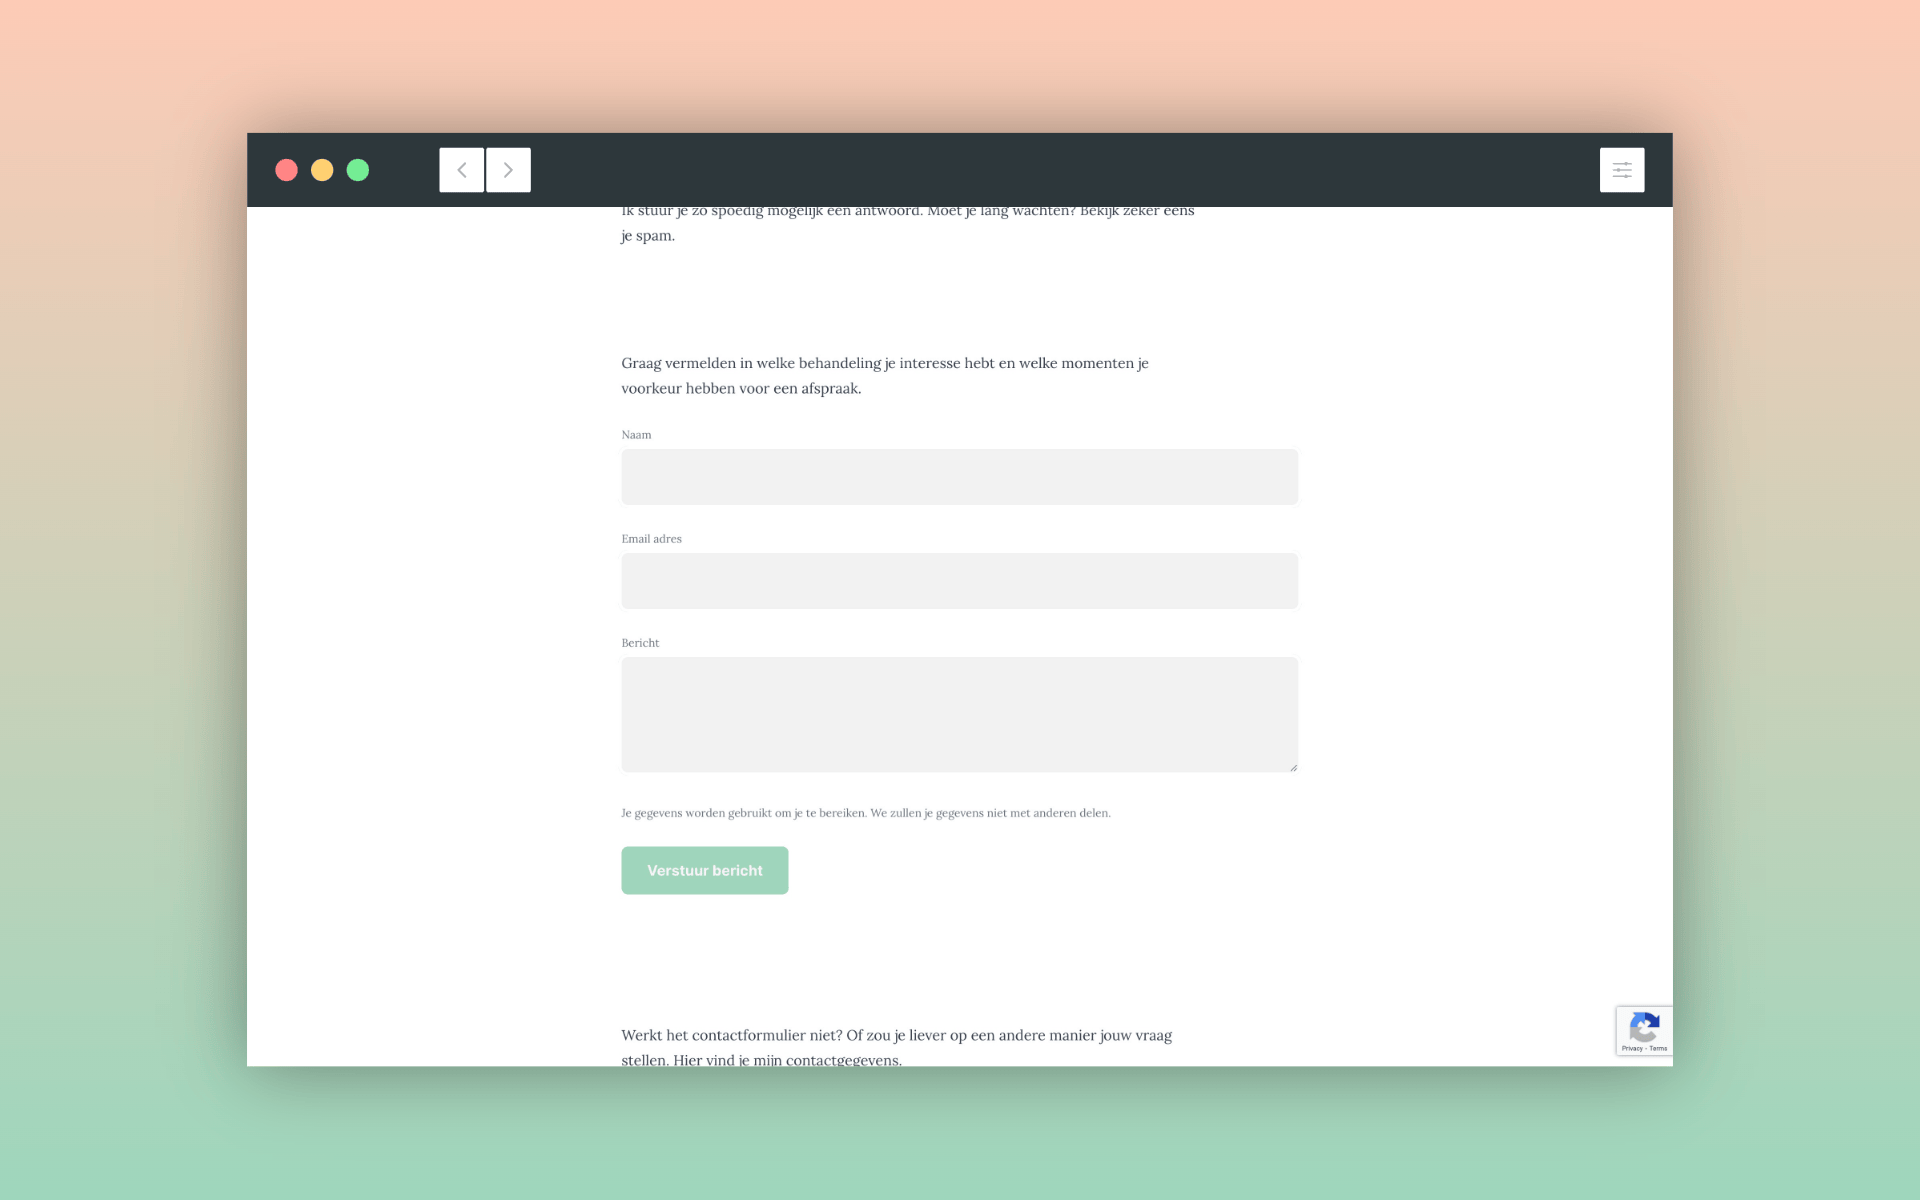 Ik stuur je zo spoedig mogelijk een antwoord. Moet je lang wachten? Bekijk zeker eens
je spam.
Graag vermelden in welke behandeling je interesse hebt en welke momenten je
voorkeur hebben voor een afspraak.
Naam
Email adres
Bericht
Je gegevens worden gebruikt om je te bereiken. We zullen je gegevens niet met anderen delen.
Verstuur bericht
Werkt het contactformulier niet? Of zou je liever op een andere manier jouw vraag
stellen. Hier vind je mijn contactgegevens.
Privacy - Terms